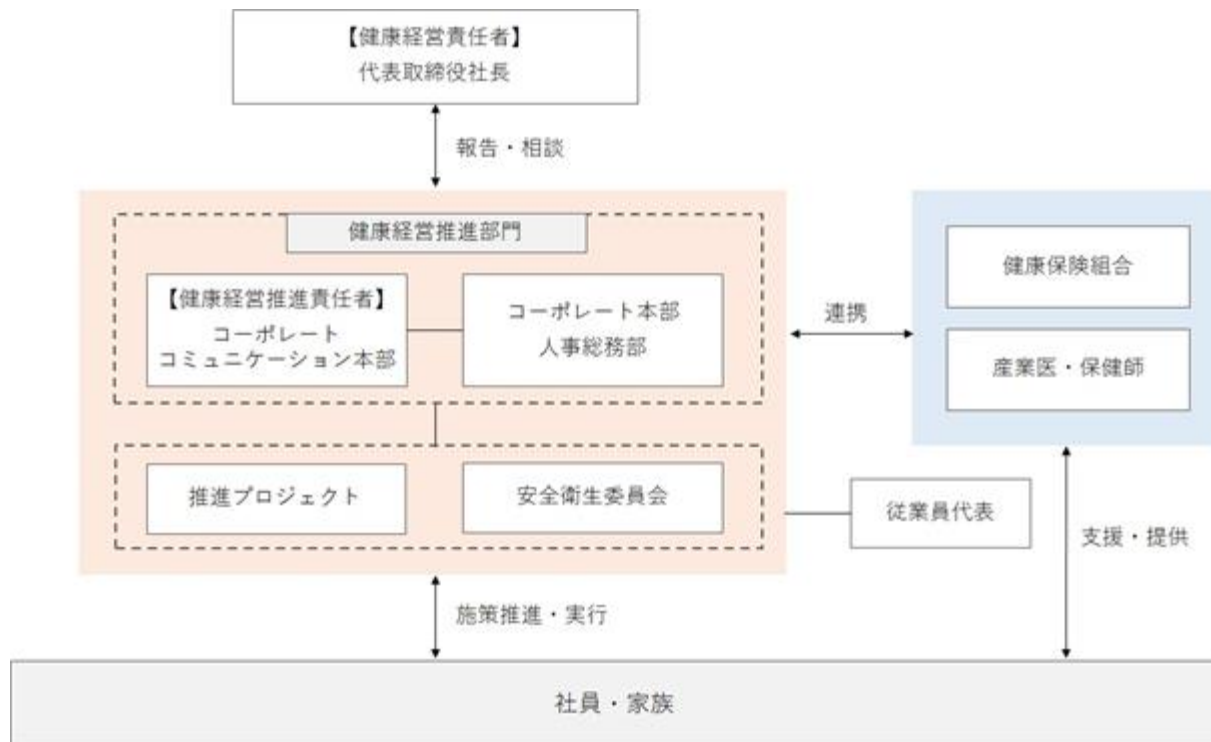 【健康経営責任者】
代表取締役社長
報告・相談
健康経営推進部門
【健康経営推進責任者】
コーポレート
コミュニケーション本部
コーポレート本部
人事総務部
連携
健康保険組合
産業医・保健師
推進プロジェクト
安全衛生委員会
従業員代表
支援・提供
施策推進・実行
社員・家族